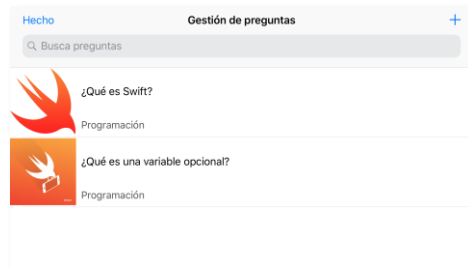 Hecho
Gestión de preguntas
+
Busca preguntas
¿Qué es Swift?
Programación
¿Qué es una variable opcional?
Programación